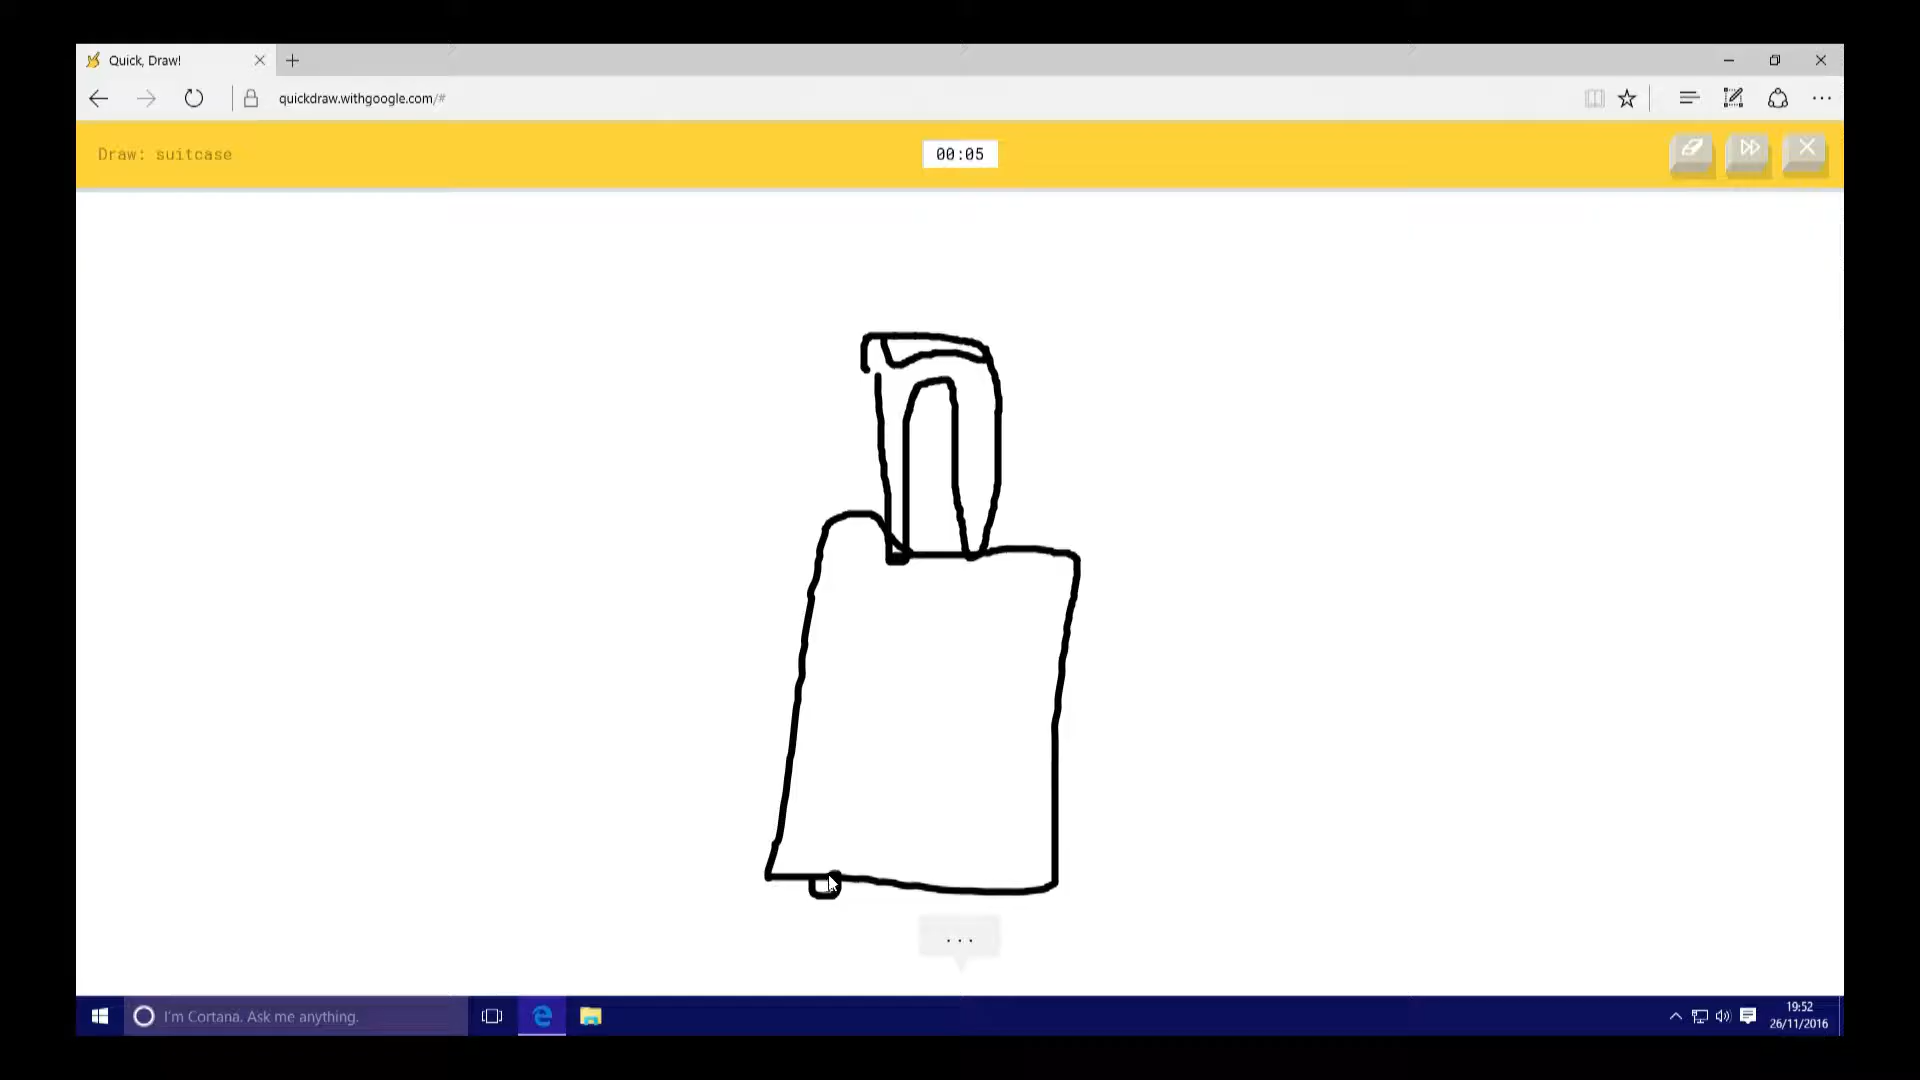 Quick, Draw!
quickdraw.withgoogle.com/#
Draw: suitcase
00:05
...
I'm Cortana. Ask me anything.
19:52
26/11/2016